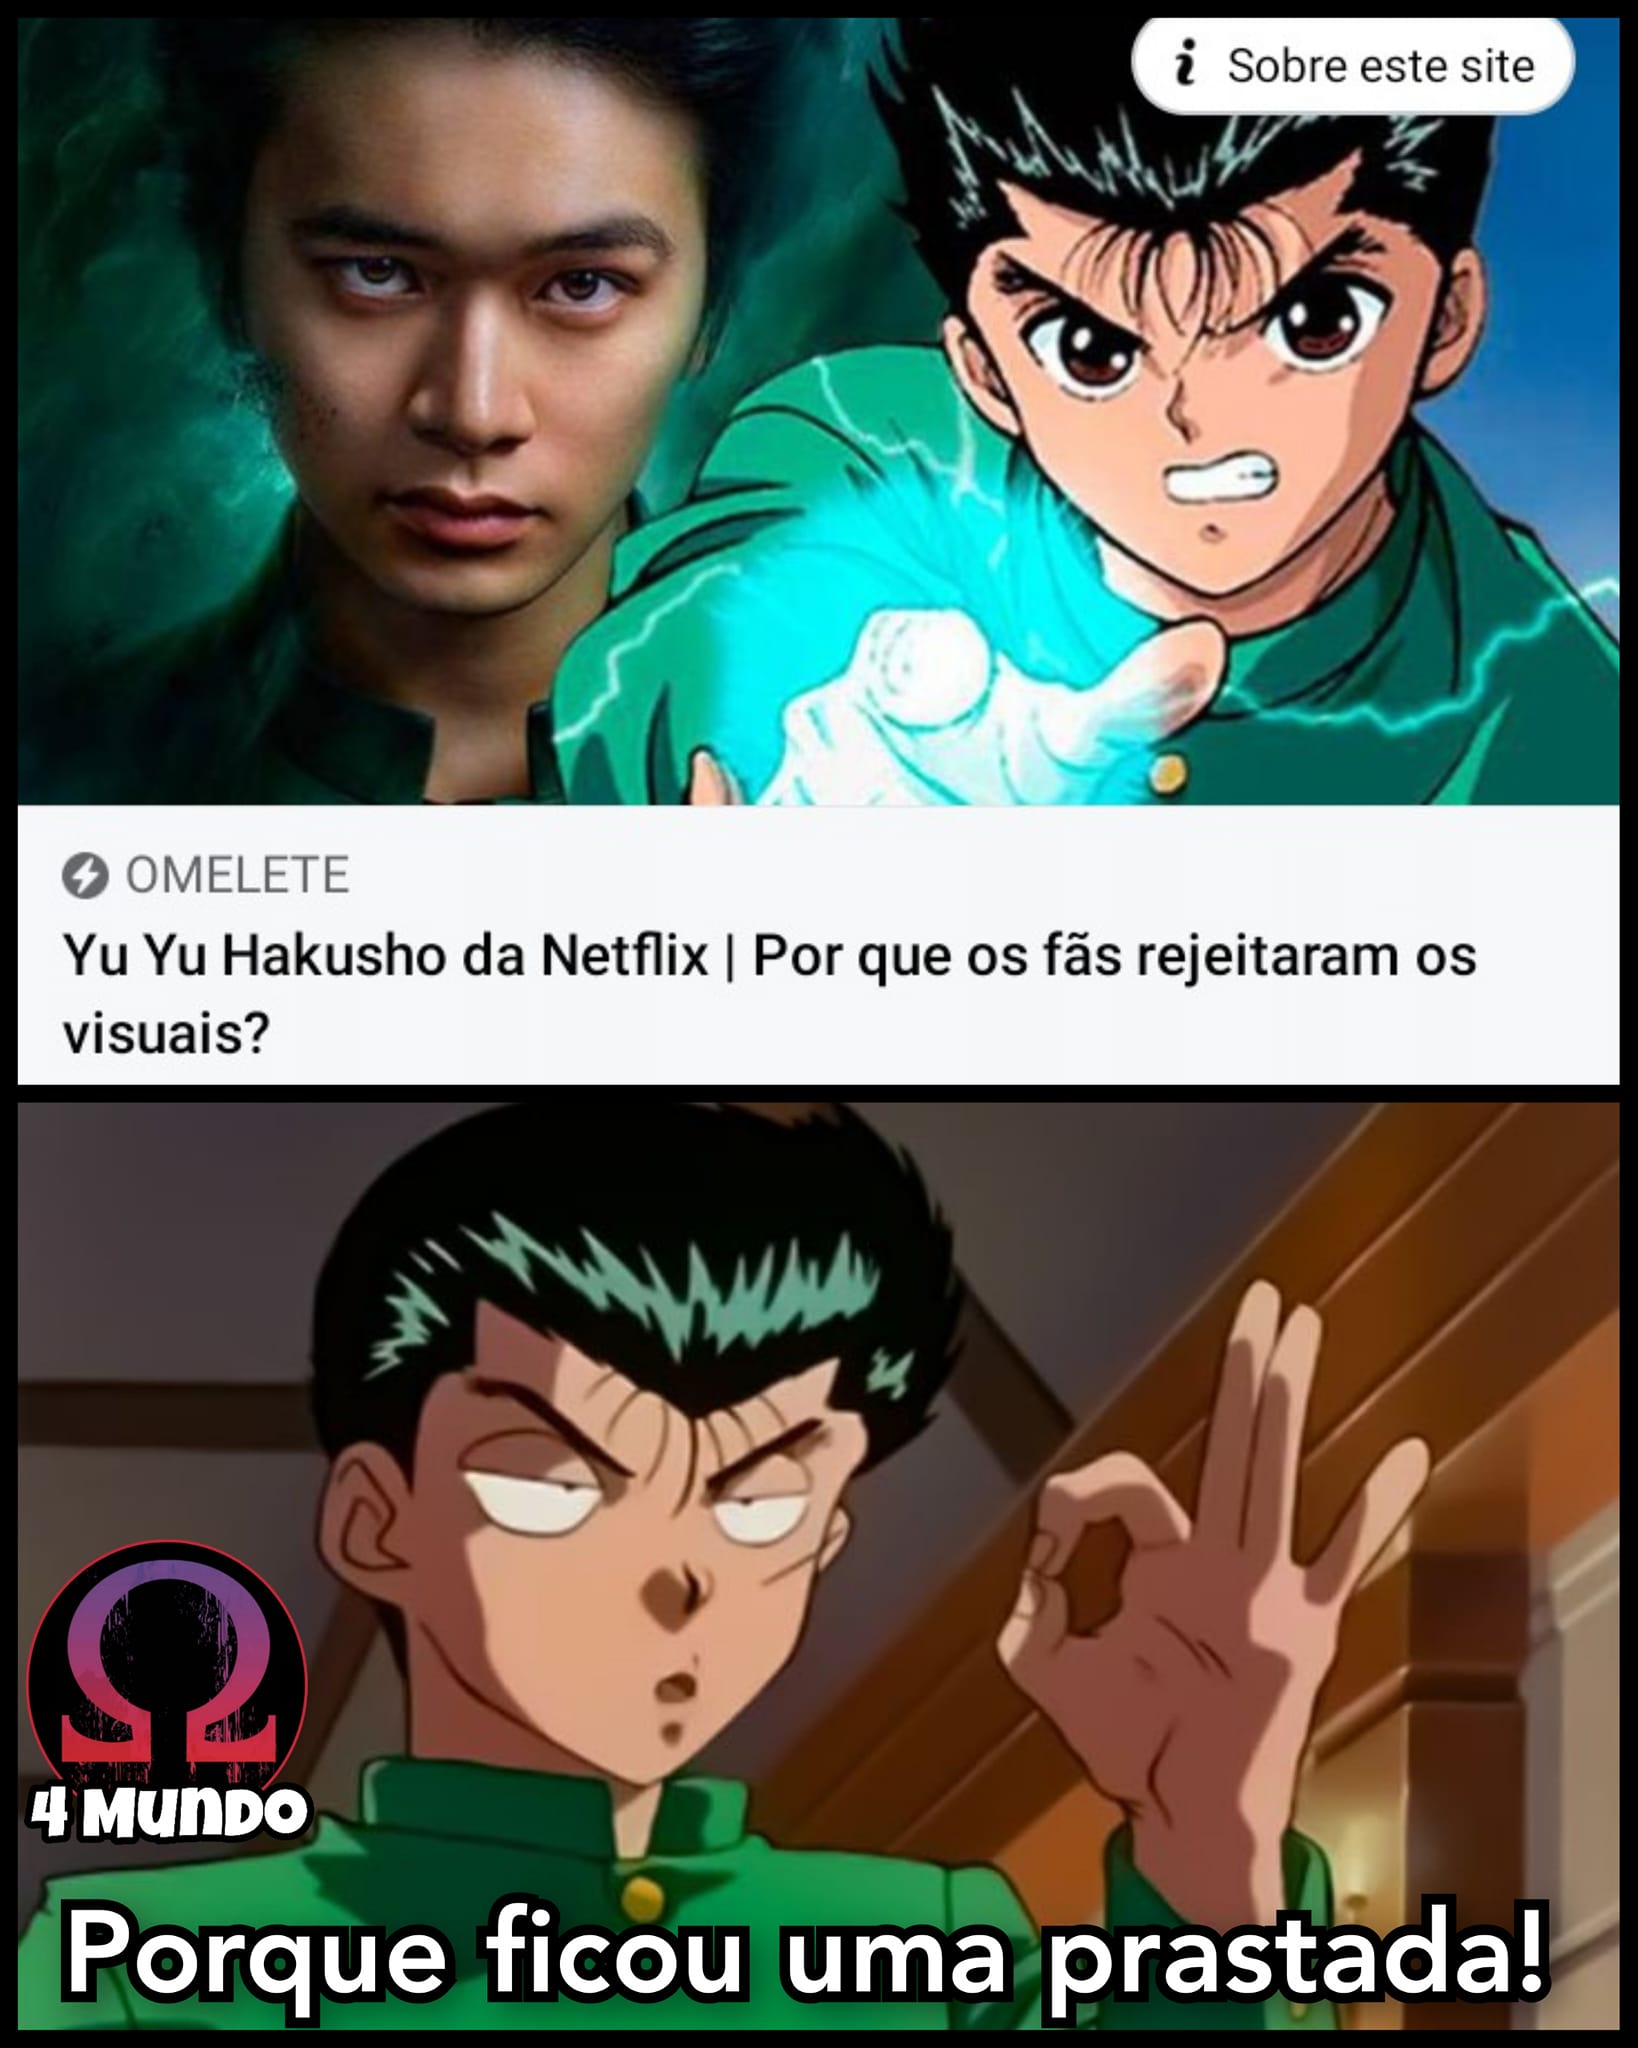 i Sobre este site
OMELETE
Yu Yu Hakusho da Netflix | Por que os fãs rejeitaram os
visuais?
Ω
4 MUNDO
Porque ficou uma prastada!